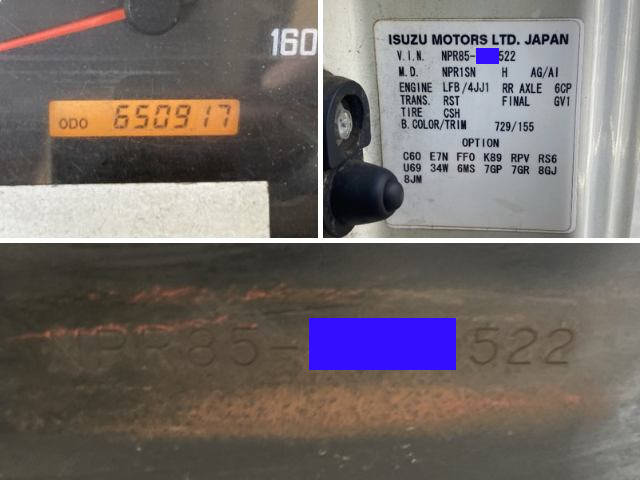 160
ODO 650917
ISUZU MOTORS LTD. JAPAN
V.I.N. NPR85- 522
M.D. NPR1SN H AG/AI
ENGINE LFB/4JJ1 RR AXLE 6CP
TRANS. RST FINAL GV1
TIRE CSH
B.COLOR/TRIM 729/155
OPTION
C60 E7N FF0 K89 RPV RS6
U69 34W 6MS 7GP 7GR 8GJ
8JM
NPR85- 522